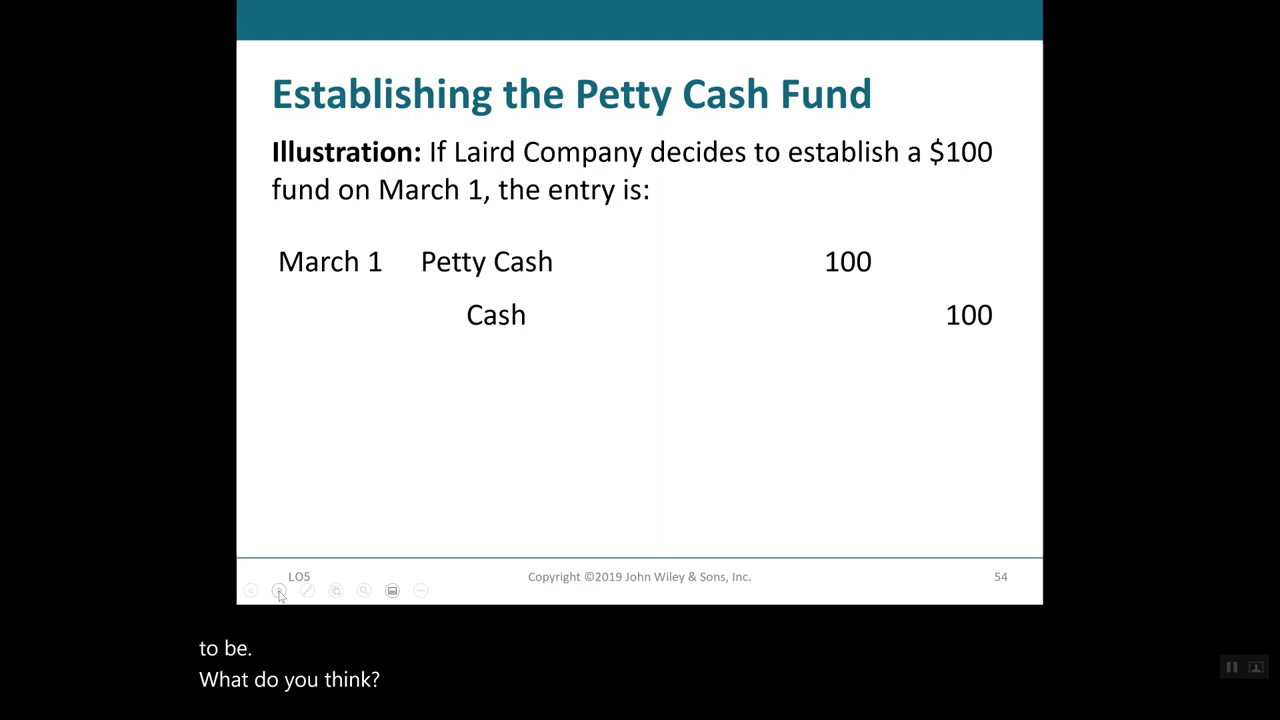 Establishing the Petty Cash Fund
Illustration: If Laird Company decides to establish a $100
fund on March 1, the entry is:
March 1 Petty Cash 100
Cash 100
LO5 Copyright ©2019 John Wiley & Sons, Inc. 54
to be.
What do you think?